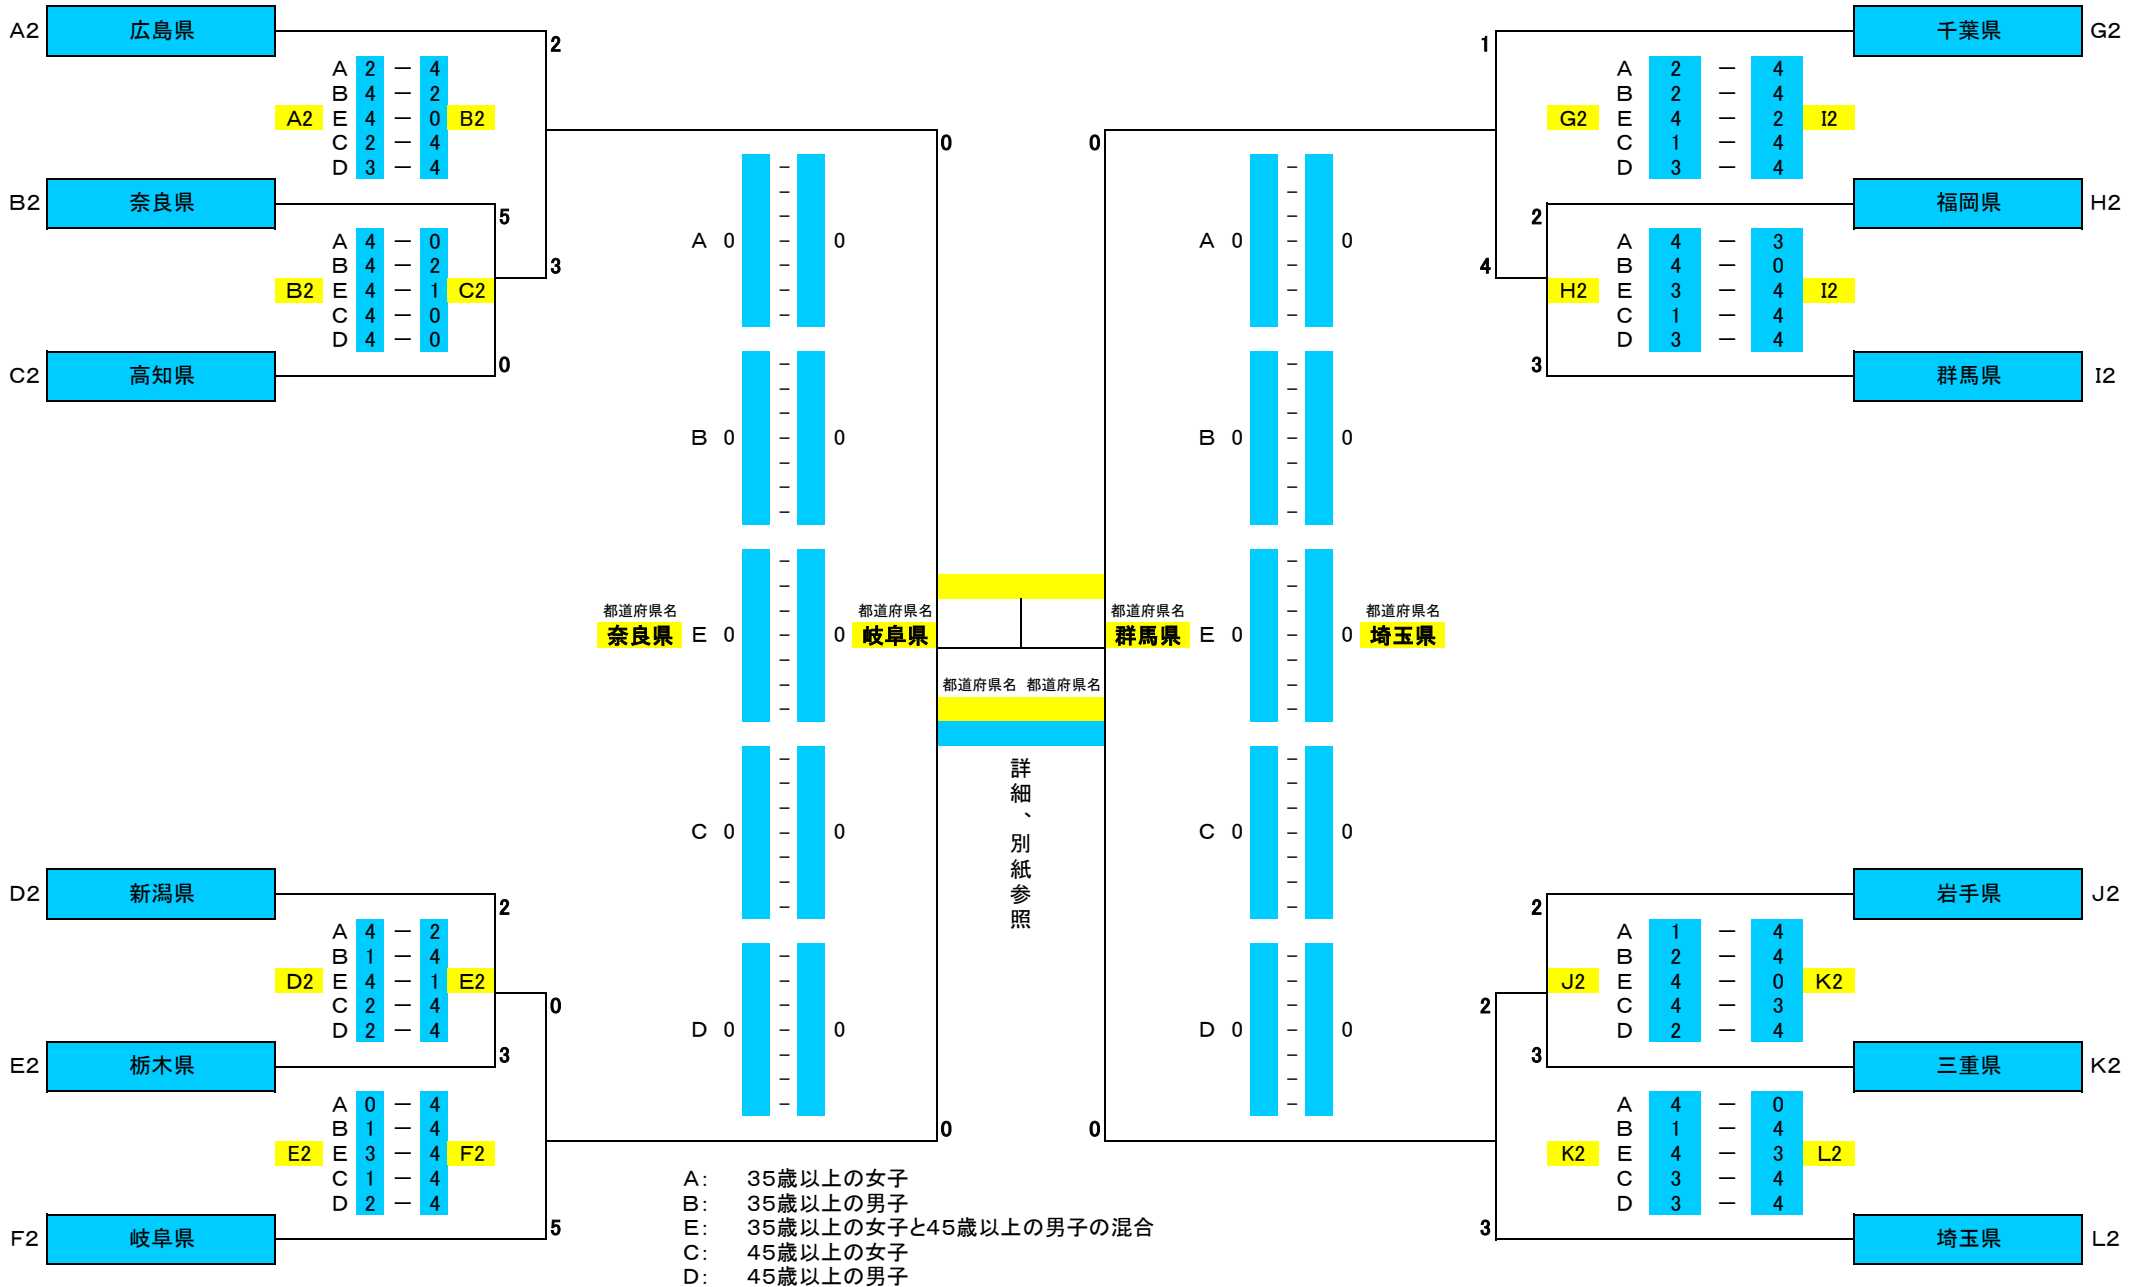 A2 広島県 2
A 2 － 4
B 4 － 2
A2 E 4 － 0 B2
C 2 － 4
D 3 － 4
B2 奈良県 5
3
A 4 － 0
B 4 － 2
B2 E 4 － 1 C2
C 4 － 0
D 4 － 0
C2 高知県 0
D2 新潟県 2
A 4 － 2
B 1 － 4
D2 E 4 － 1 E2
C 2 － 4
D 2 － 4
0
E2 栃木県 3
A 0 － 4
B 1 － 4
E2 E 3 － 4 F2
C 1 － 4
D 2 － 4
F2 岐阜県 5
0
A 0 - - - - - - - 0
B 0 - - - - - - - 0
都道府県名 都道府県名
奈良県 E 0 - - - - - - - 0 岐阜県
C 0 - - - - - - - 0
D 0 - - - - - - - 0
0
都道府県名 都道府県名
詳細、別紙参照
0
A 0 - - - - - - - 0
B 0 - - - - - - - 0
都道府県名 都道府県名
群馬県 E 0 - - - - - - - 0 埼玉県
C 0 - - - - - - - 0
D 0 - - - - - - - 0
0
1 千葉県 G2
A 2 － 4
B 2 － 4
G2 E 4 － 2 I2
C 1 － 4
D 3 － 4
2 福岡県 H2
4
A 4 － 3
B 4 － 0
H2 E 3 － 4 I2
C 1 － 4
D 3 － 4
3 群馬県 I2
2 岩手県 J2
A 1 － 4
B 2 － 4
J2 E 4 － 0 K2
C 4 － 3
D 2 － 4
2
3 三重県 K2
A 4 － 0
B 1 － 4
K2 E 4 － 3 L2
C 3 － 4
D 3 － 4
3 埼玉県 L2
A： 35歳以上の女子
B： 35歳以上の男子
E： 35歳以上の女子と45歳以上の男子の混合
C： 45歳以上の女子
D： 45歳以上の男子